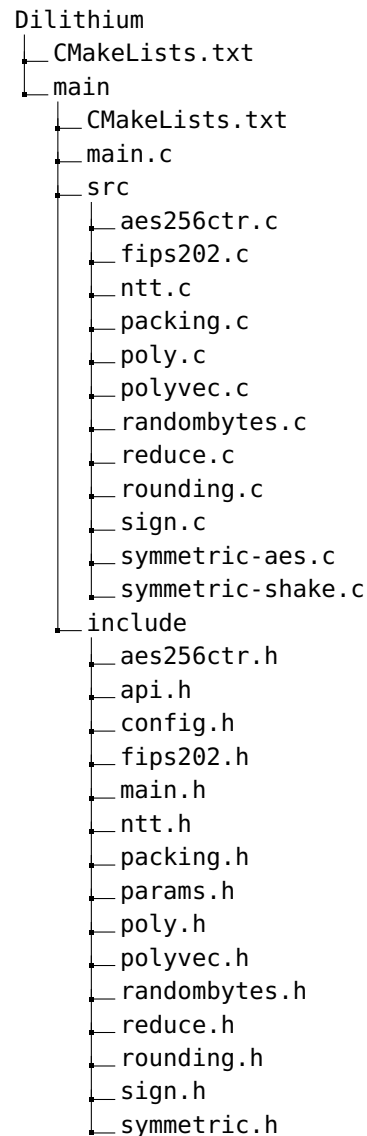 Dilithium
CMakeLists.txt
main
CMakeLists.txt
main.c
src
aes256ctr.c
fips202.c
ntt.c
packing.c
poly.c
polyvec.c
randombytes.c
reduce.c
rounding.c
sign.c
symmetric-aes.c
symmetric-shake.c
include
aes256ctr.h
api.h
config.h
fips202.h
main.h
ntt.h
packing.h
params.h
poly.h
polyvec.h
randombytes.h
reduce.h
rounding.h
sign.h
symmetric.h